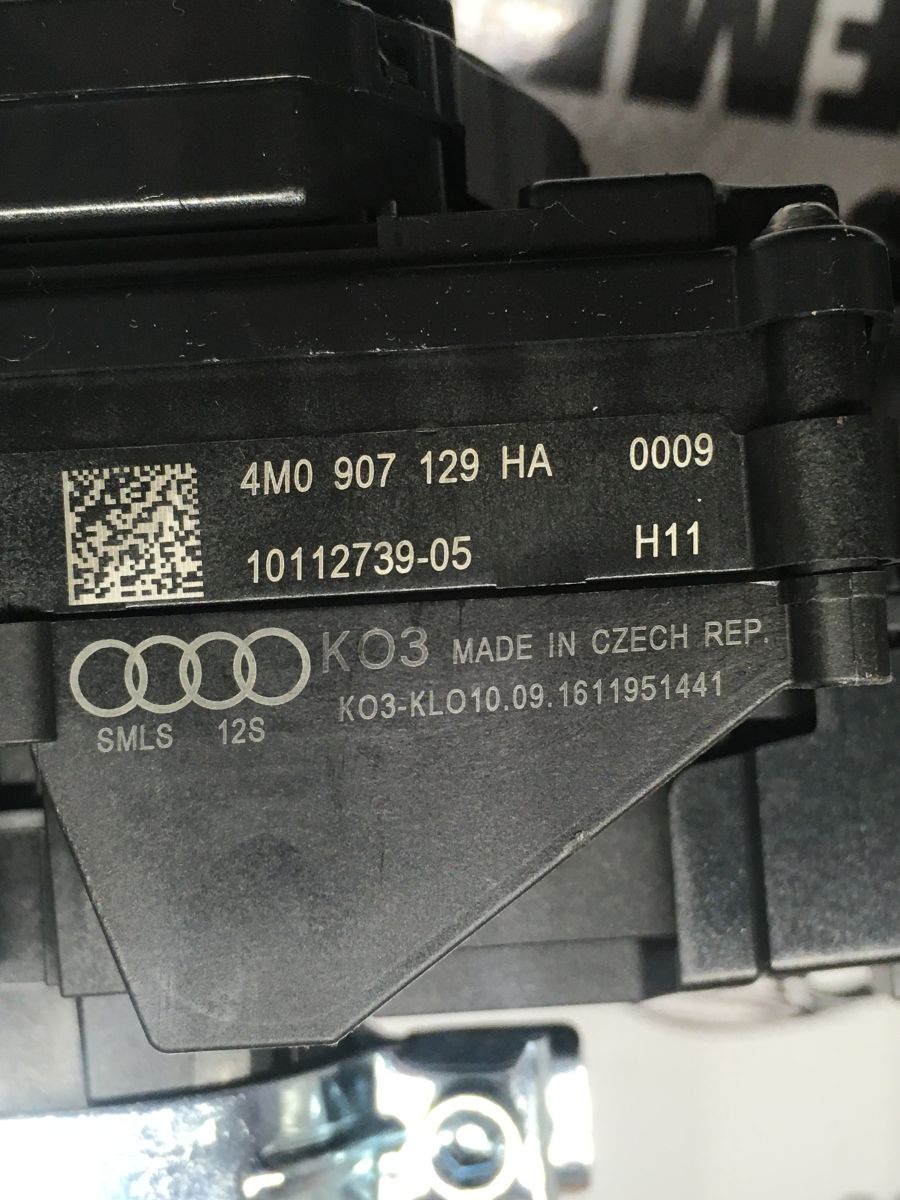 4M0 907 129 HA 0009
10112739-05 H11
KO3 MADE IN CZECH REP.
KO3-KLO10.09.1611951441
SMLS 12S